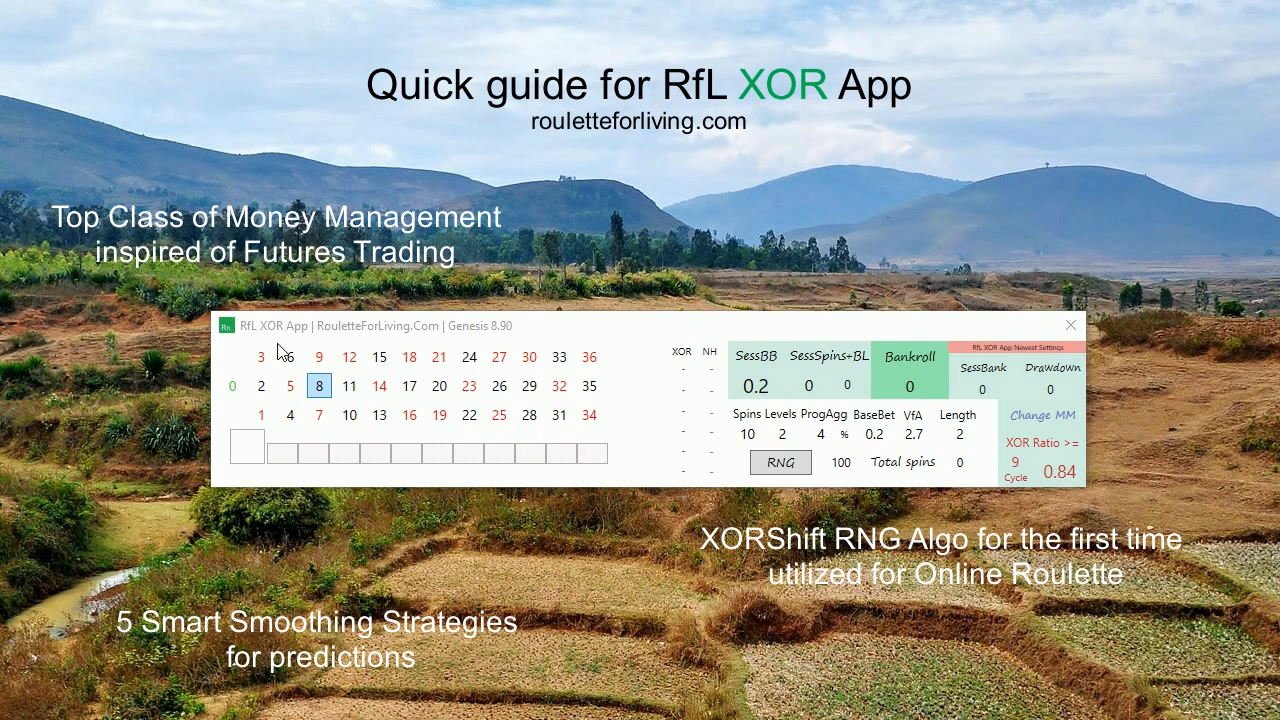 Quick guide for RfL XOR App
rouletteforliving.com
Top Class of Money Management
inspired of Futures Trading
RfL RfL XOR App | RouletteForLiving.Com | Genesis 8.90
3 6 9 12 15 18 21 24 27 30 33 36
0 2 5 8 11 14 17 20 23 26 29 32 35
1 4 7 10 13 16 19 22 25 28 31 34
XOR NH
- -
- -
- -
- -
- -
- -
SessBB SessSpins+BL Bankroll
0.2 0 0 0
RfL XOR App Newest Settings
SessBank Drawdown
0 0
Spins Levels ProgAgg BaseBet VfA Length
10 2 4 % 0.2 2.7 2
Change MM
RNG 100 Total spins 0
XOR Ratio >=
9
Cycle 0.84
XORShift RNG Algo for the first time
utilized for Online Roulette
5 Smart Smoothing Strategies
for predictions